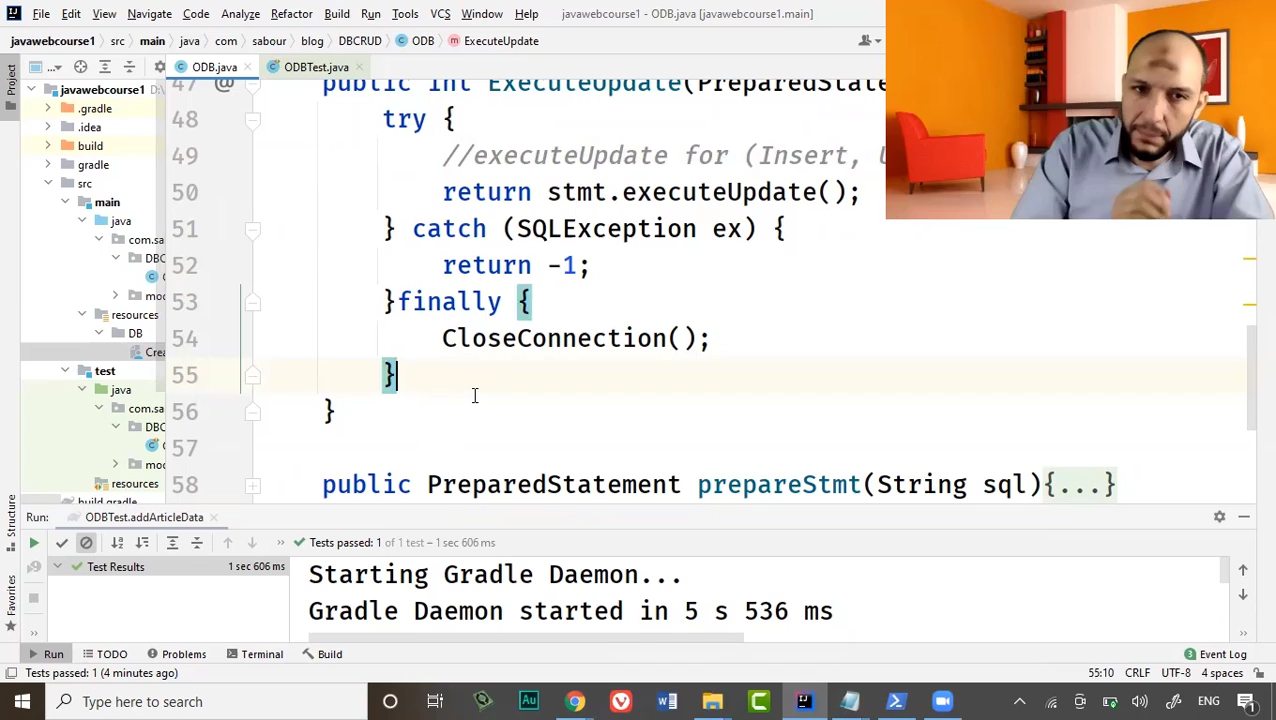 File Edit View Navigate Code Analyze Refactor Build Run Tools VCS Window Help javawebcourse1 - ODB.java [javawebcourse1.main]
javawebcourse1 src main java com sabour blog DBCRUD ODB ExecuteUpdate
Project
ODB.java
ODBTest.java
javawebcourse1
.gradle
.idea
build
gradle
src
main
java
com.sa
DBC
mod
resources
DB
Crea
test
java
com.sa
DBC
mod
resources
build.gradle
47 public int ExecuteUpdate(PreparedState
48 try {
49 //executeUpdate for (Insert, U
50 return stmt.executeUpdate();
51 } catch (SQLException ex) {
52 return -1;
53 }finally {
54 CloseConnection();
55 }
56 }
57
58 public PreparedStatement prepareStmt(String sql){...}
Structure
Favorites
Run: ODBTest.addArticleData
Tests passed: 1 of 1 test – 1 sec 606 ms
Test Results 1 sec 606 ms
Starting Gradle Daemon...
Gradle Daemon started in 5 s 536 ms
Run TODO Problems Terminal Build 3 Event Log
Tests passed: 1 (4 minutes ago) 55:10 CRLF UTF-8 4 spaces
Type here to search
ENG
1